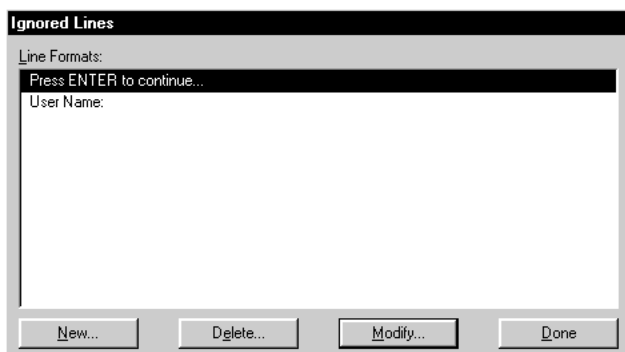 Ignored Lines
Line Formats:
Press ENTER to continue...
User Name:
New... Delete... Modify... Done